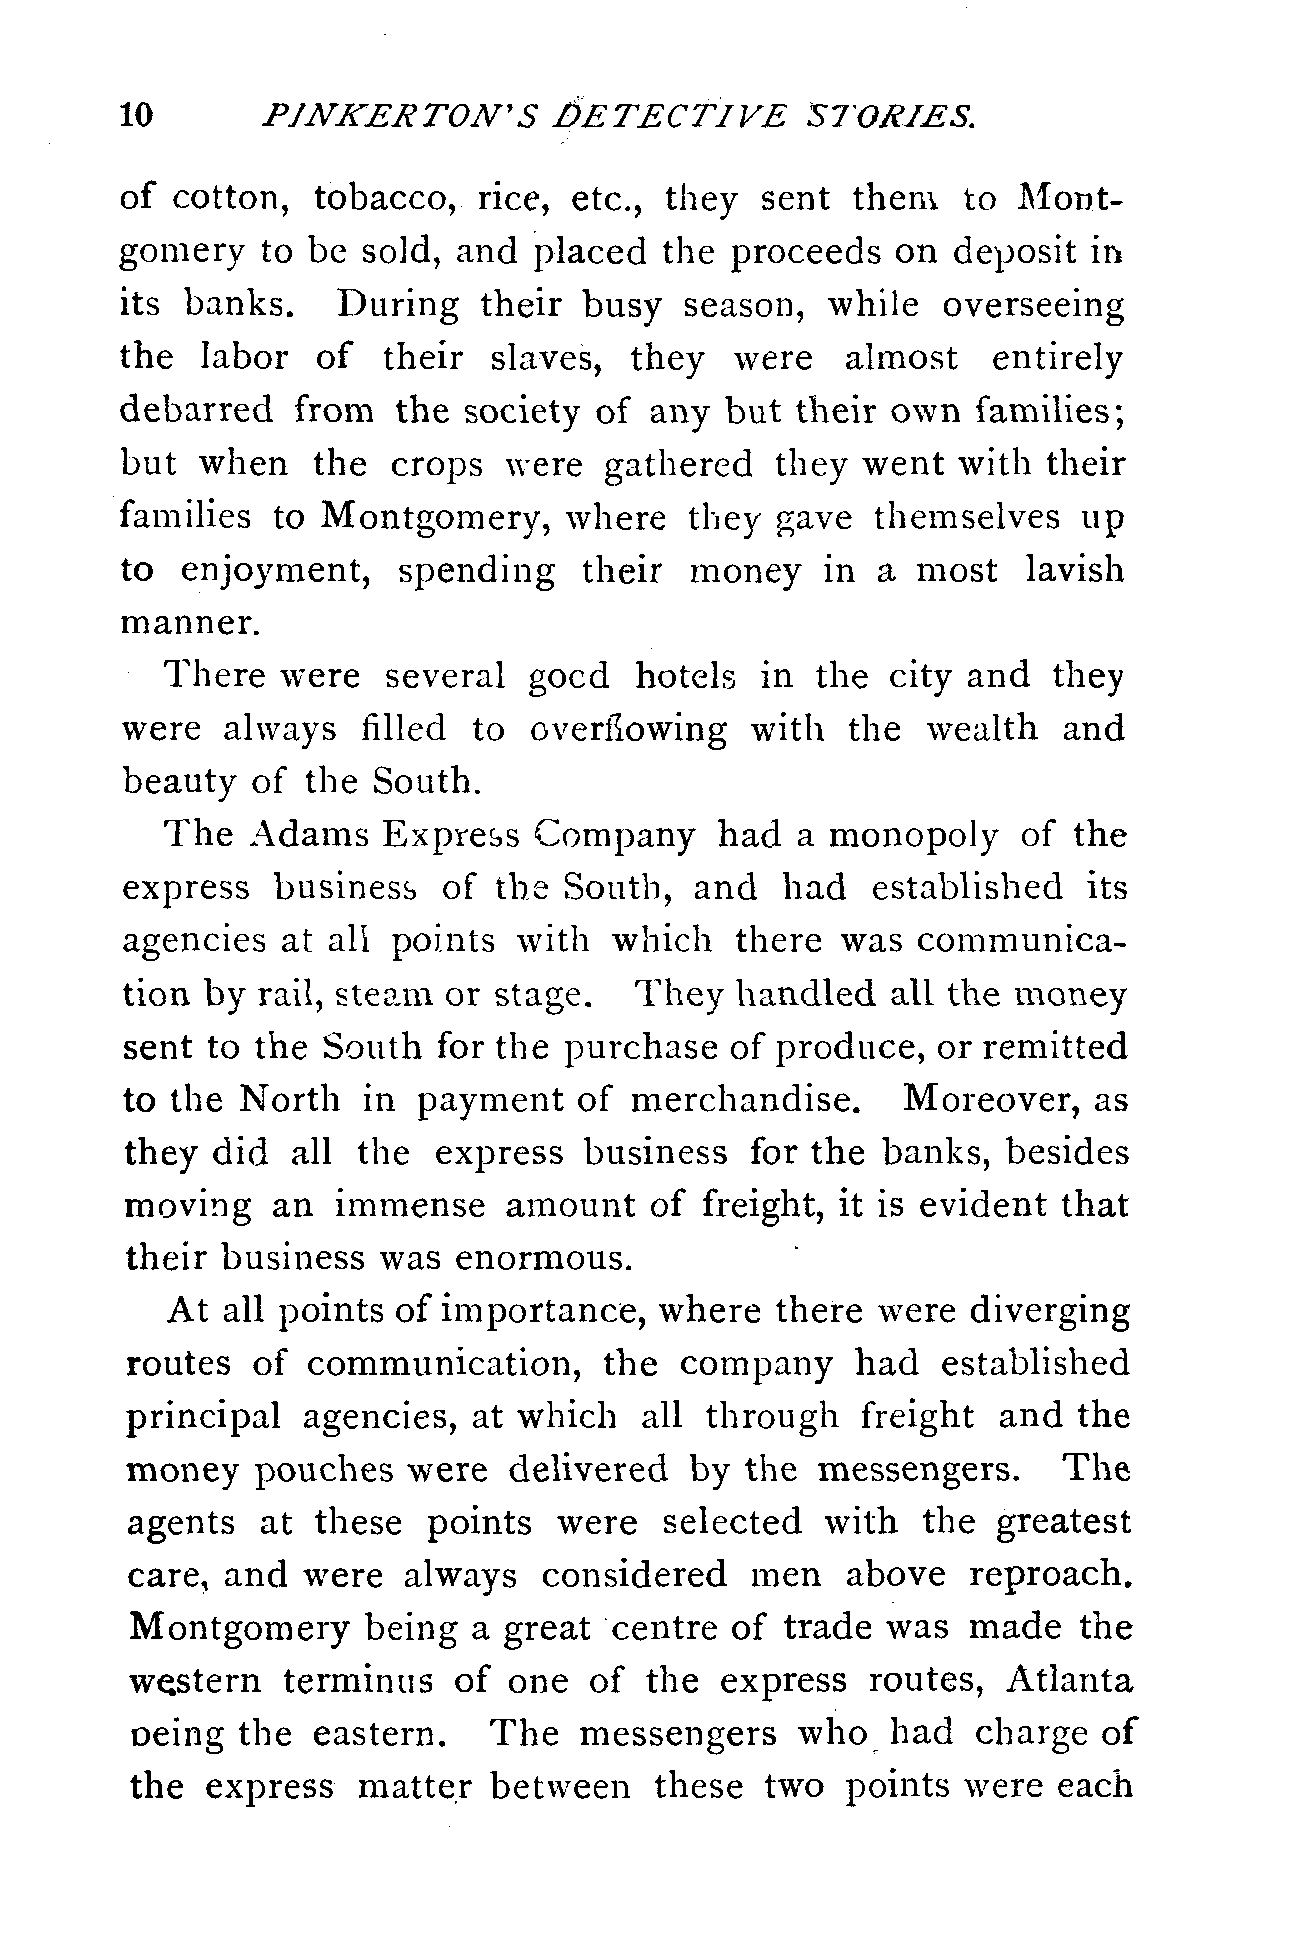 10 PINKERTON'S DETECTIVE STORIES.
of cotton, tobacco, rice, etc., they sent them to Mont-
gomery to be sold, and placed the proceeds on deposit in
its banks. During their busy season, while overseeing
the labor of their slaves, they were almost entirely
debarred from the society of any but their own families;
but when the crops were gathered they went with their
families to Montgomery, where they gave themselves up
to enjoyment, spending their money in a most lavish
manner.
There were several good hotels in the city and they
were always filled to overflowing with the wealth and
beauty of the South.
The Adams Express Company had a monopoly of the
express business of the South, and had established its
agencies at all points with which there was communica-
tion by rail, steam or stage. They handled all the money
sent to the South for the purchase of produce, or remitted
to the North in payment of merchandise. Moreover, as
they did all the express business for the banks, besides
moving an immense amount of freight, it is evident that
their business was enormous.
At all points of importance, where there were diverging
routes of communication, the company had established
principal agencies, at which all through freight and the
money pouches were delivered by the messengers. The
agents at these points were selected with the greatest
care, and were always considered men above reproach.
Montgomery being a great centre of trade was made the
western terminus of one of the express routes, Atlanta
being the eastern. The messengers who had charge of
the express matter between these two points were each